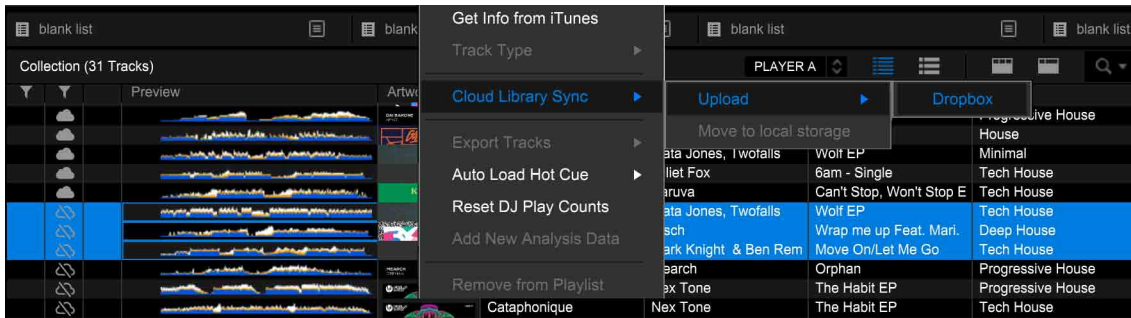 blank list
blank
blank list
blank list
Get Info from iTunes
Track Type
Collection (31 Tracks)
PLAYER A
Preview
Artwo
Cloud Library Sync
Upload
Dropbox
Progressive House
Move to local storage
House
Export Tracks
ata Jones, Twofalls Wolf EP Minimal
Auto Load Hot Cue
liet Fox 6am - Single Tech House
aruva Can't Stop, Won't Stop E Tech House
Reset DJ Play Counts
ata Jones, Twofalls Wolf EP Tech House
sch Wrap me up Feat. Mari. Deep House
Add New Analysis Data
ark Knight & Ben Rem Move On/Let Me Go Tech House
earch Orphan Progressive House
Remove from Playlist
ex Tone The Habit EP Progressive House
Cataphonique Nex Tone The Habit EP Tech House